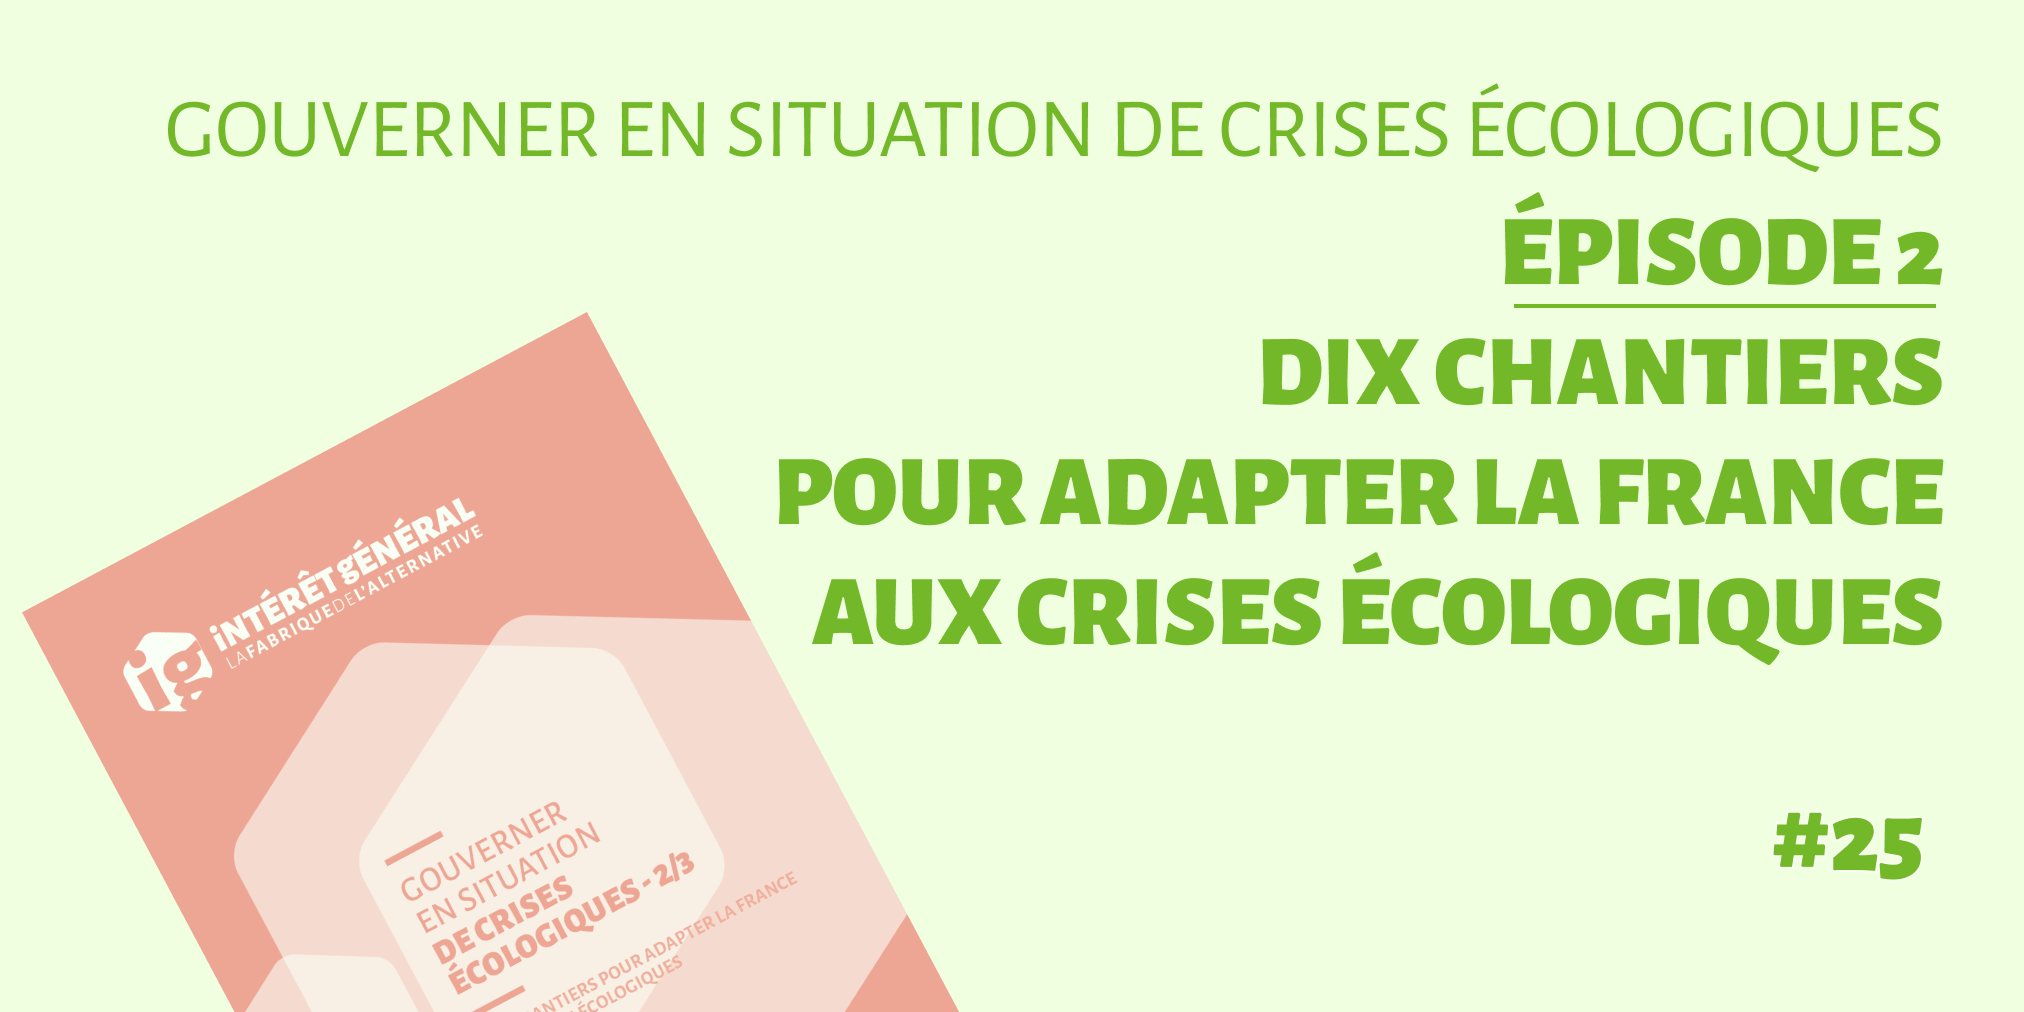 GOUVERNER EN SITUATION DE CRISES ÉCOLOGIQUES
ÉPISODE 2
DIX CHANTIERS
POUR ADAPTER LA FRANCE
AUX CRISES ÉCOLOGIQUES
#25
ig
iNTÉRÊT gÉNÉRAL
LA FABRIQUE DE L'ALTERNATIVE
GOUVERNER
EN SITUATION
DE CRISES
ÉCOLOGIQUES - 2/3
POUR ADAPTER LA FRANCE
ÉCOLOGIQUES